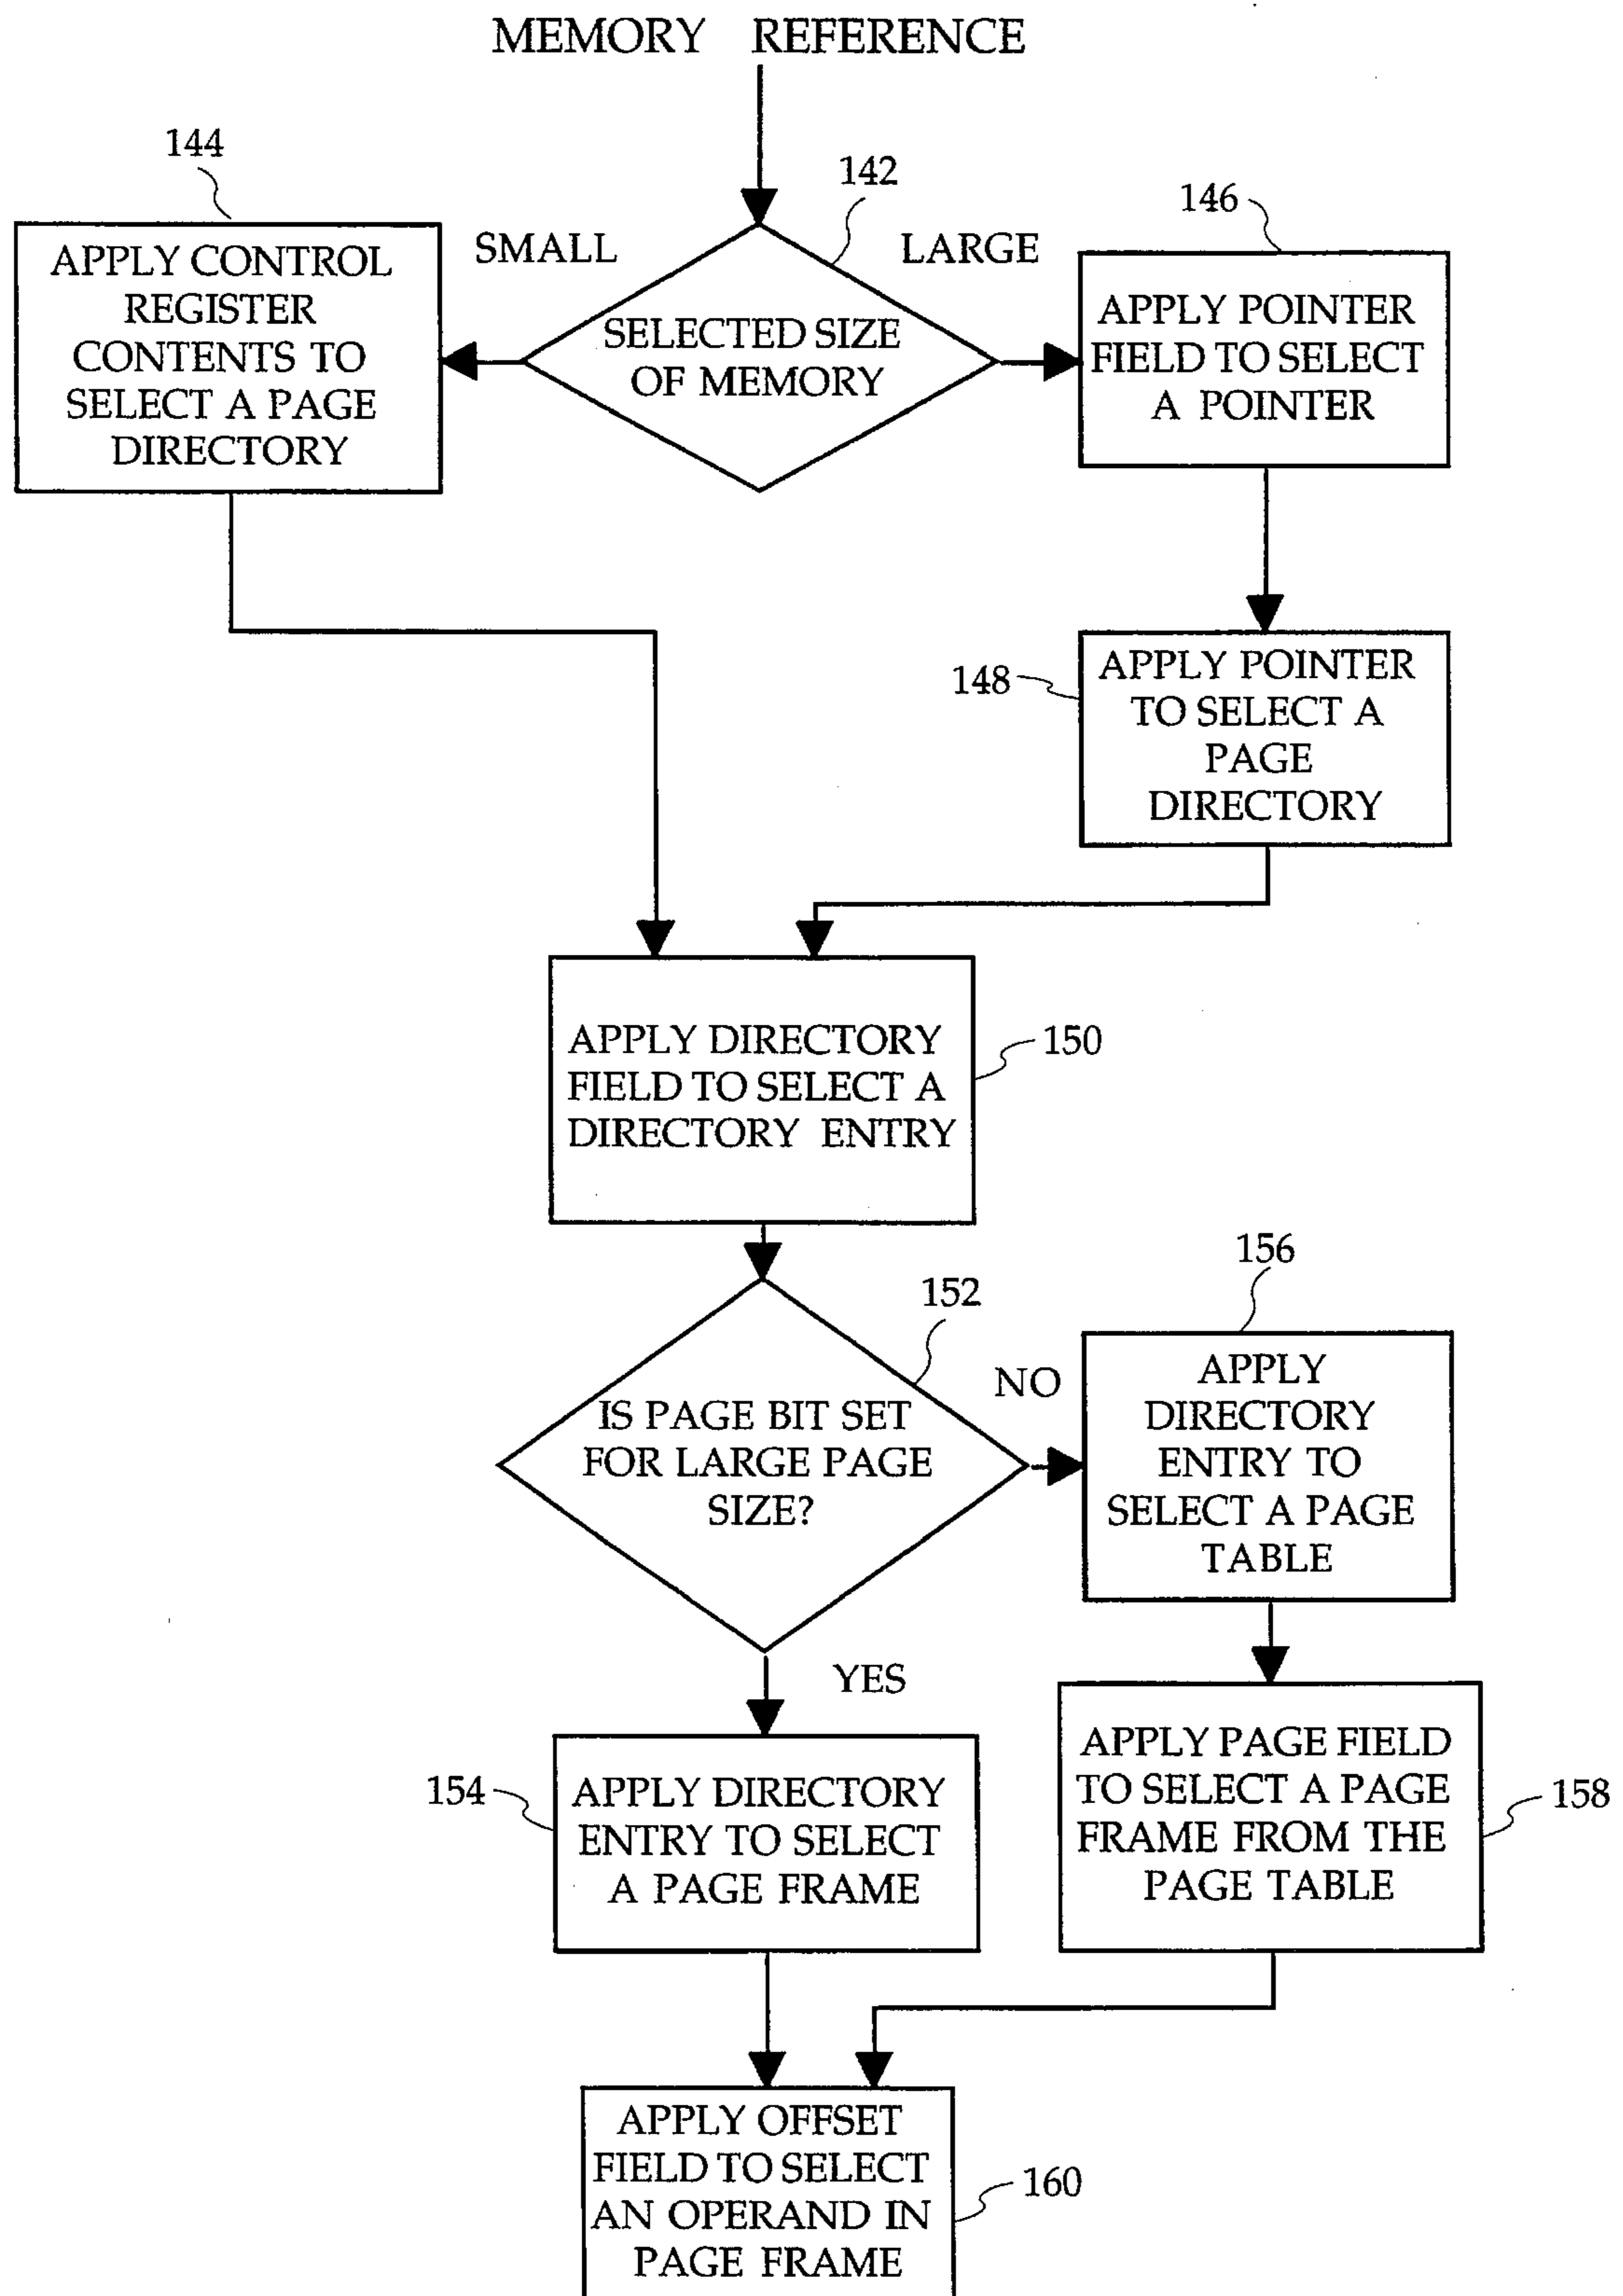 MEMORY REFERENCE
144
142
146
SMALL
LARGE
APPLY CONTROL
REGISTER
CONTENTS TO
SELECT A PAGE
DIRECTORY
SELECTED SIZE
OF MEMORY
APPLY POINTER
FIELD TO SELECT
A POINTER
148
APPLY POINTER
TO SELECT A
PAGE
DIRECTORY
APPLY DIRECTORY
FIELD TO SELECT A
DIRECTORY ENTRY
150
152
156
IS PAGE BIT SET
FOR LARGE PAGE
SIZE?
NO
APPLY
DIRECTORY
ENTRY TO
SELECT A PAGE
TABLE
YES
154
APPLY DIRECTORY
ENTRY TO SELECT
A PAGE FRAME
APPLY PAGE FIELD
TO SELECT A PAGE
FRAME FROM THE
PAGE TABLE
158
APPLY OFFSET
FIELD TO SELECT
AN OPERAND IN
PAGE FRAME
160